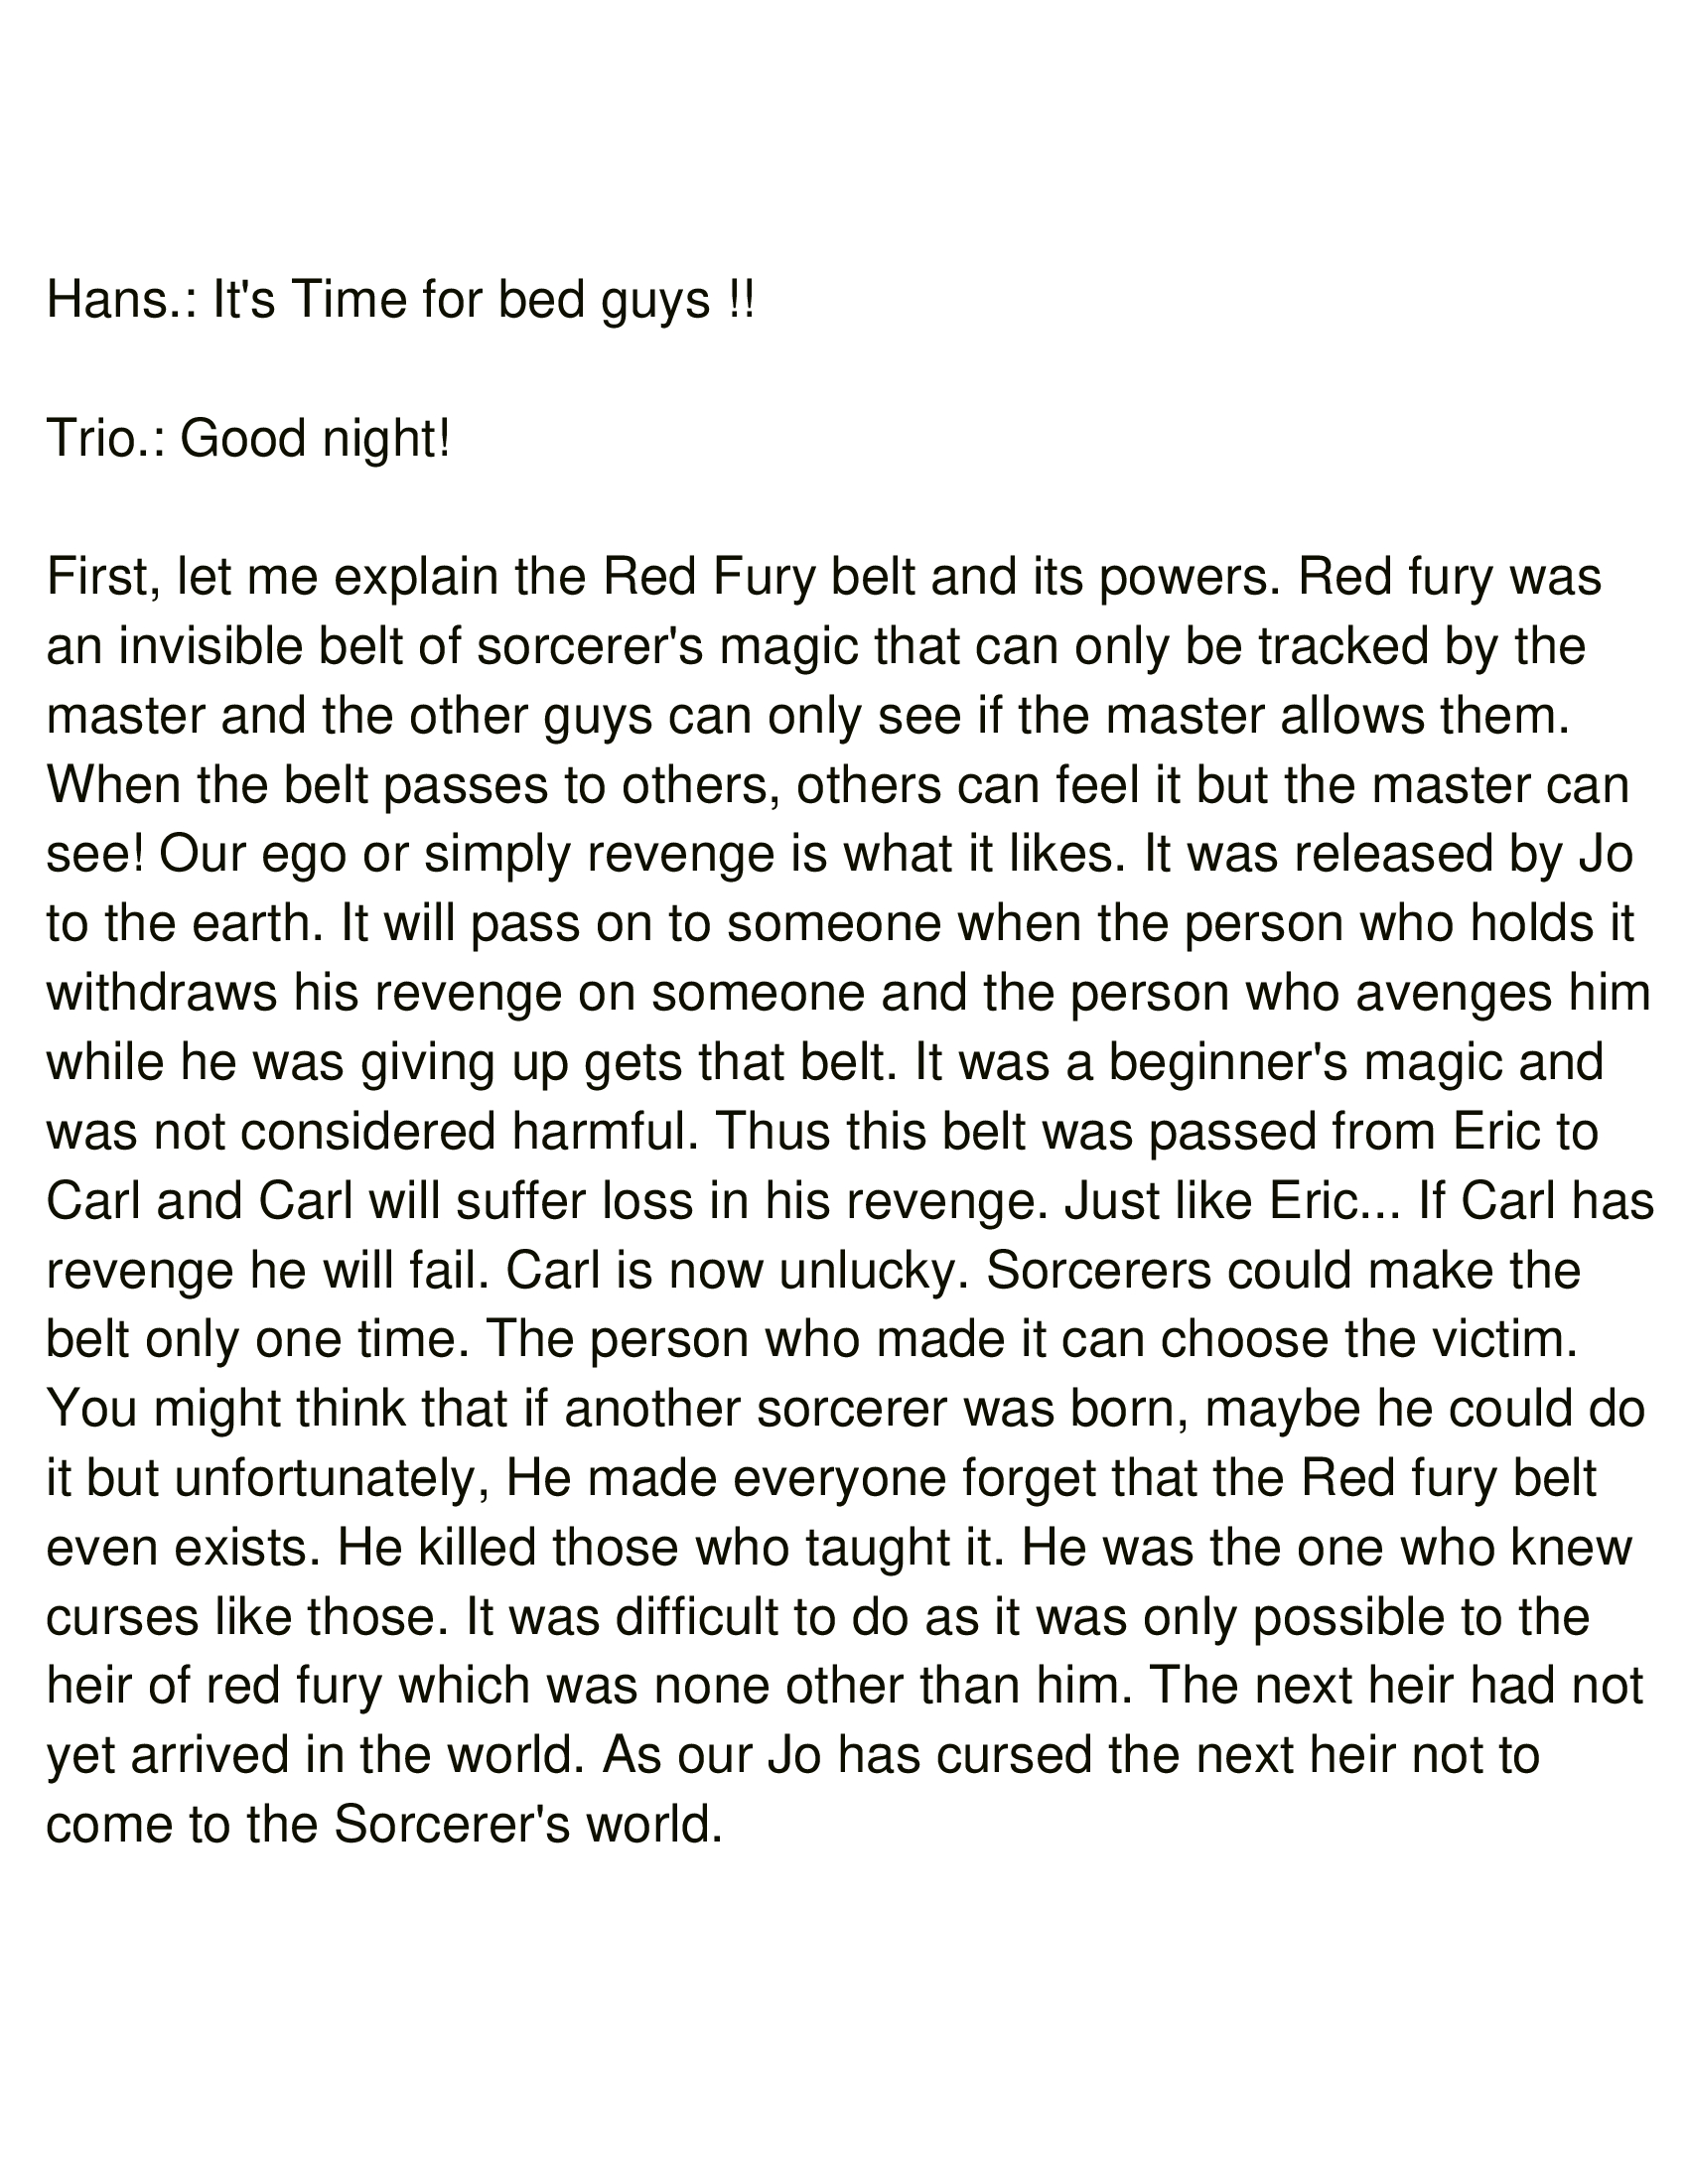 Hans.: It's Time for bed guys !!
Trio.: Good night!
First, let me explain the Red Fury belt and its powers. Red fury was
an invisible belt of sorcerer's magic that can only be tracked by the
master and the other guys can only see if the master allows them.
When the belt passes to others, others can feel it but the master can
see! Our ego or simply revenge is what it likes. It was released by Jo
to the earth. It will pass on to someone when the person who holds it
withdraws his revenge on someone and the person who avenges him
while he was giving up gets that belt. It was a beginner's magic and
was not considered harmful. Thus this belt was passed from Eric to
Carl and Carl will suffer loss in his revenge. Just like Eric... If Carl has
revenge he will fail. Carl is now unlucky. Sorcerers could make the
belt only one time. The person who made it can choose the victim.
You might think that if another sorcerer was born, maybe he could do
it but unfortunately, He made everyone forget that the Red fury belt
even exists. He killed those who taught it. He was the one who knew
curses like those. It was difficult to do as it was only possible to the
heir of red fury which was none other than him. The next heir had not
yet arrived in the world. As our Jo has cursed the next heir not to
come to the Sorcerer's world.